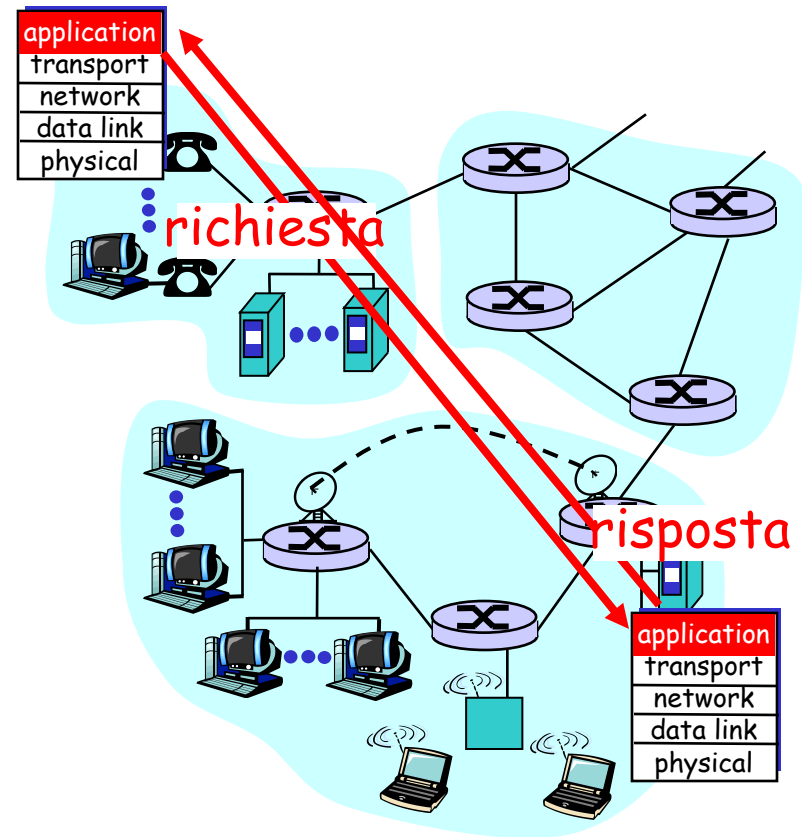 application
transport
network
data link
physical
richiesta
risposta
application
transport
network
data link
physical